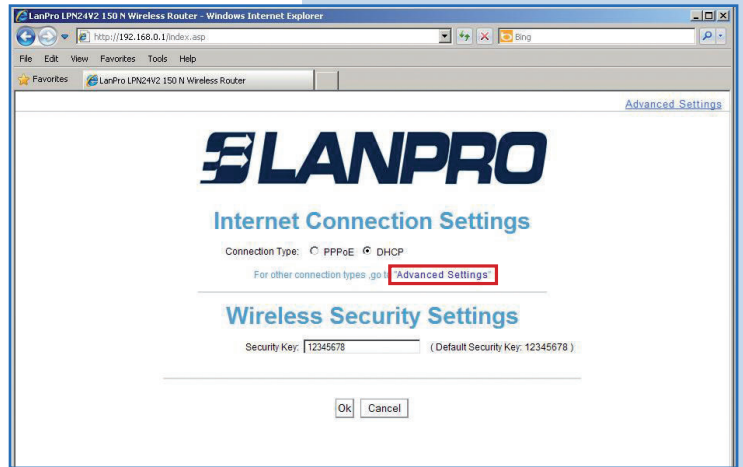 LanPro LPN24V2 150 N Wireless Router - Windows Internet Explorer
http://192.168.0.1/index.asp
Bing
File Edit View Favorites Tools Help
Favorites LanPro LPN24V2 150 N Wireless Router
Advanced Settings
LANPRO
Internet Connection Settings
Connection Type: PPPoE DHCP
For other connection types ,go to "Advanced Settings"
Wireless Security Settings
Security Key: 12345678 ( Default Security Key: 12345678 )
Ok Cancel